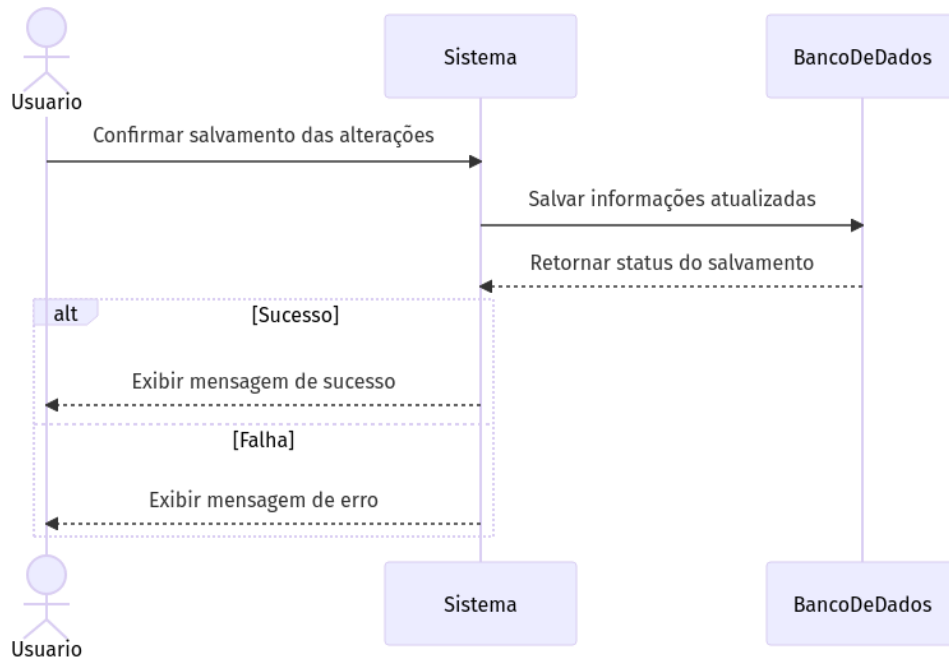 Usuario
Sistema
BancoDeDados
Confirmar salvamento das alterações
Salvar informações atualizadas
Retornar status do salvamento
alt
[Sucesso]
Exibir mensagem de sucesso
[Falha]
Exibir mensagem de erro
Usuario
Sistema
BancoDeDados